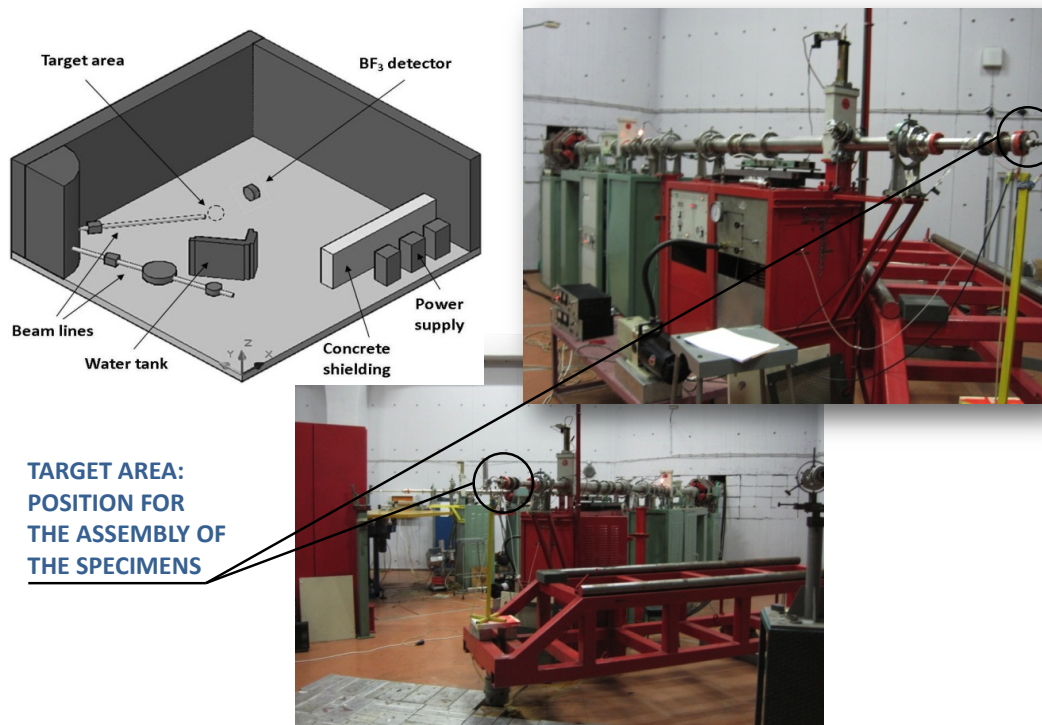 Target area
BF₃ detector
Beam lines
Water tank
Concrete
shielding
Power
supply
Z
Y
X
TARGET AREA:
POSITION FOR
THE ASSEMBLY OF
THE SPECIMENS